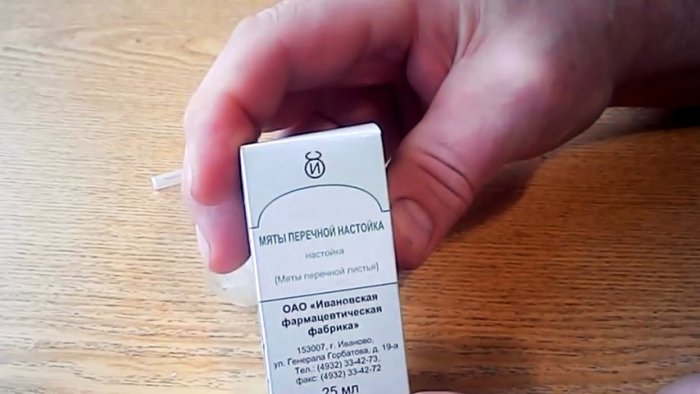 И
МЯТЫ ПЕРЕЧНОЙ НАСТОЙКА
настойка
[Мяты перечной листья]
ОАО «Ивановская
фармацевтическая
фабрика»
153007, г. Иваново,
ул. Генерала Горбатова, д. 19-а
Тел.: (4932) 33-42-73,
факс: (4932) 33-42-72
25 мл